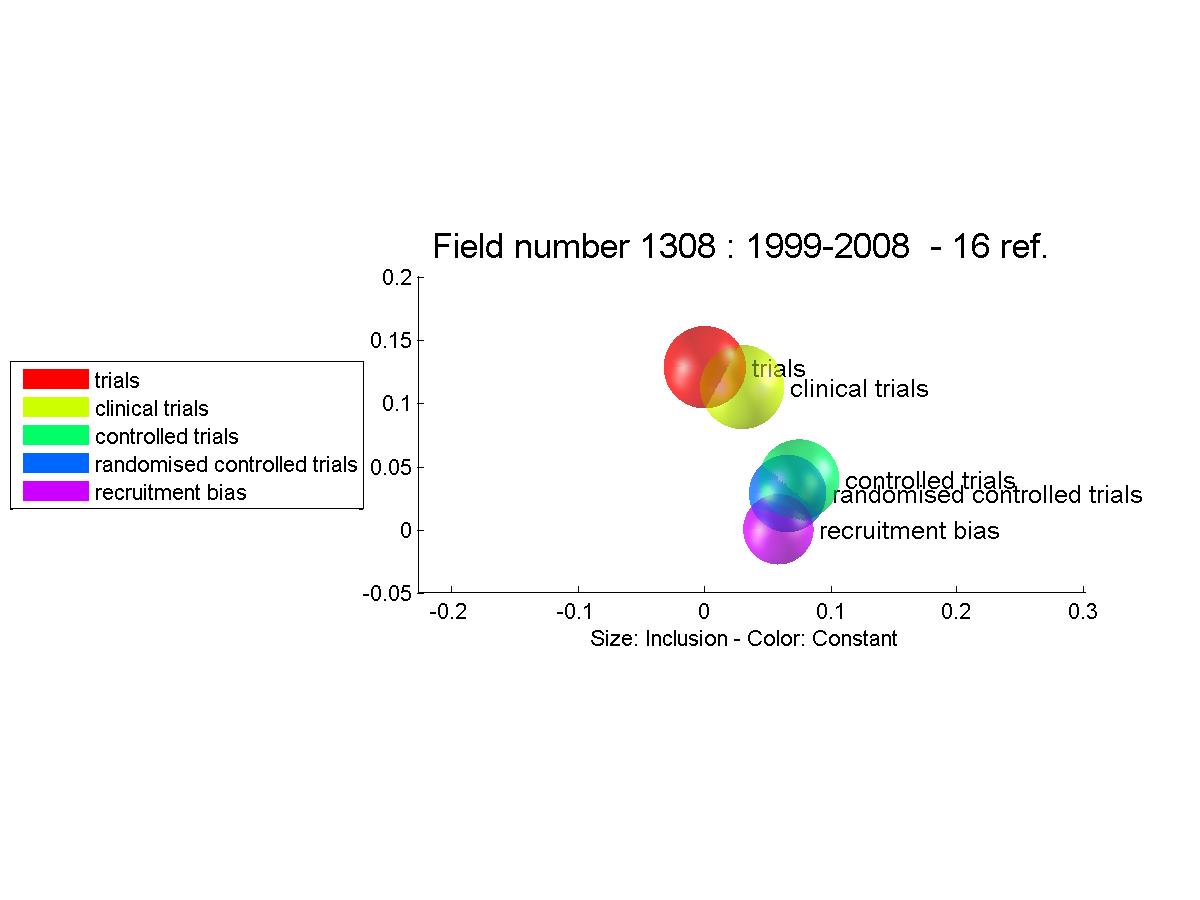 Field number 1308 : 1999-2008  - 16 ref.
0.2
0.15
0.1
0.05
0
-0.05
trials
clinical trials
controlled trials
randomised controlled trials
recruitment bias
trials
clinical trials
controlled trials
randomised controlled trials
recruitment bias
-0.2
-0.1
0
0.1
0.2
0.3
Size: Inclusion - Color: Constant